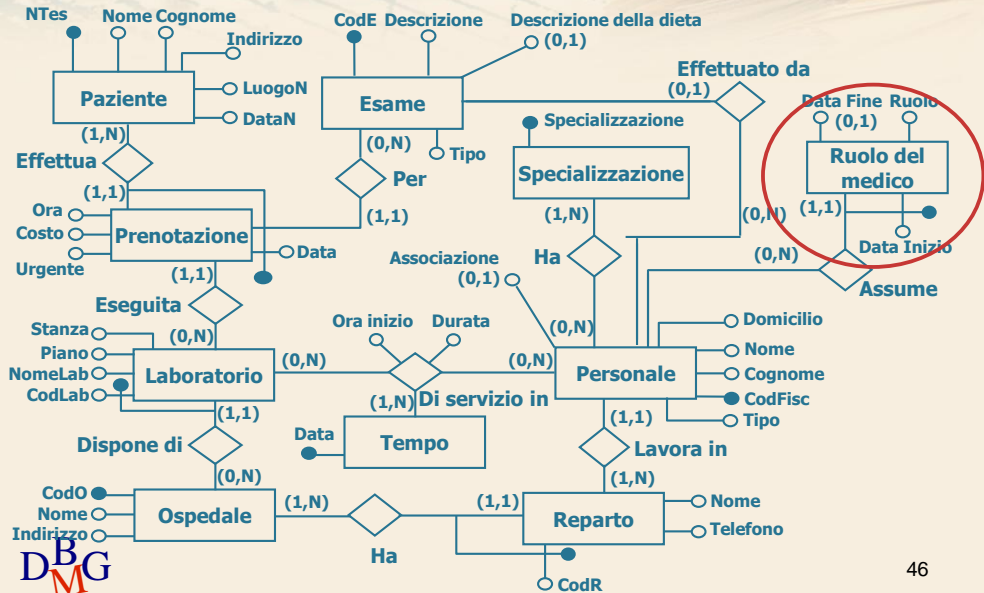 NTes
Nome Cognome
Indirizzo
Paziente
LuogoN
DataN
(1,N)
Effettua
(1,1)
CodE Descrizione
Descrizione della dieta
(0,1)
Esame
Tipo
(0,N)
Per
(1,1)
Effettuato da
(0,1)
(0,N)
Data Fine Ruolo
(0,1)
Ruolo del
medico
(1,1)
Data Inizio
(0,N)
Assume
Specializzazione
Specializzazione
(1,N)
Ha
(0,N)
Ora
Costo
Urgente
Prenotazione
Data
(1,1)
Eseguita
(0,N)
Associazione
(0,1)
Stanza
Piano
NomeLab
CodLab
Laboratorio
(0,N)
Ora inizio Durata
(0,N)
Di servizio in
(1,N)
Data
Tempo
Personale
Domicilio
Nome
Cognome
CodFisc
Tipo
(1,1)
Dispone di
(0,N)
(1,1)
Lavora in
(1,N)
CodO
Nome
Indirizzo
Ospedale
(1,N)
Ha
(1,1)
Reparto
Nome
Telefono
CodR
DBMG
46